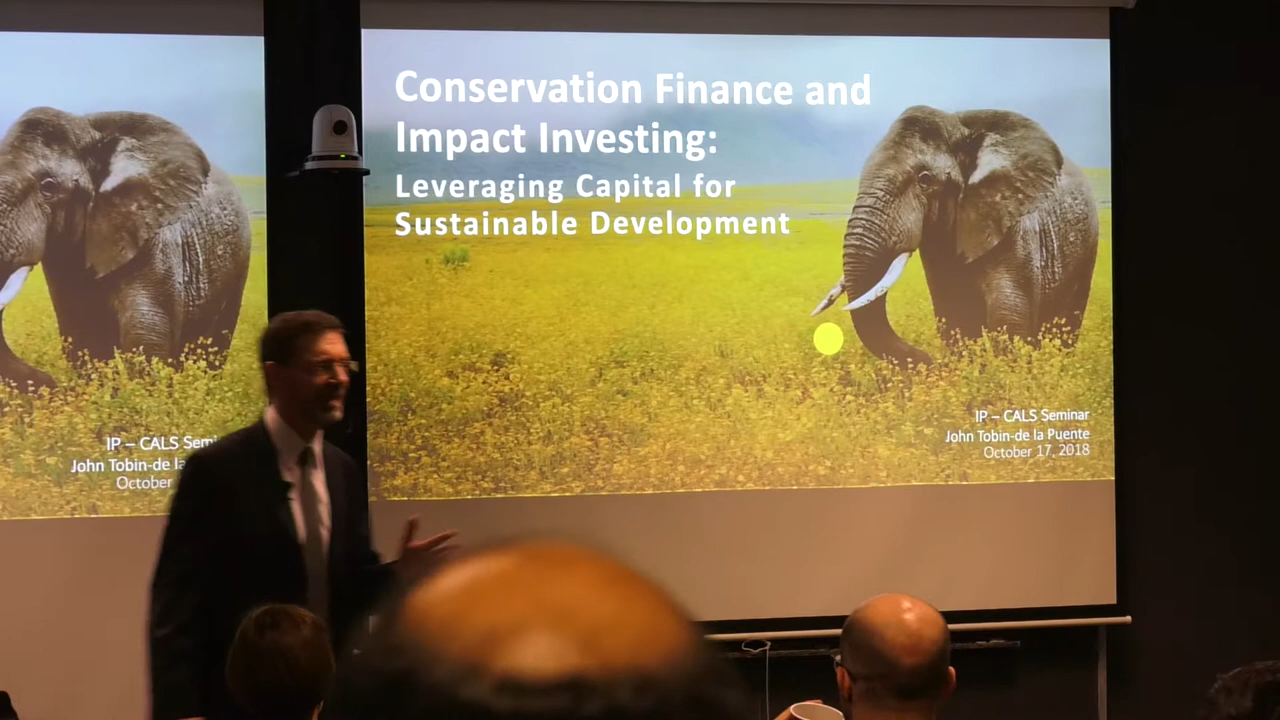 Conservation Finance and
Impact Investing:
Leveraging Capital for
Sustainable Development
IP – CALS Seminar
John Tobin-de la Puente
October 17, 2018
IP – CALS
John Tobin-de la
October